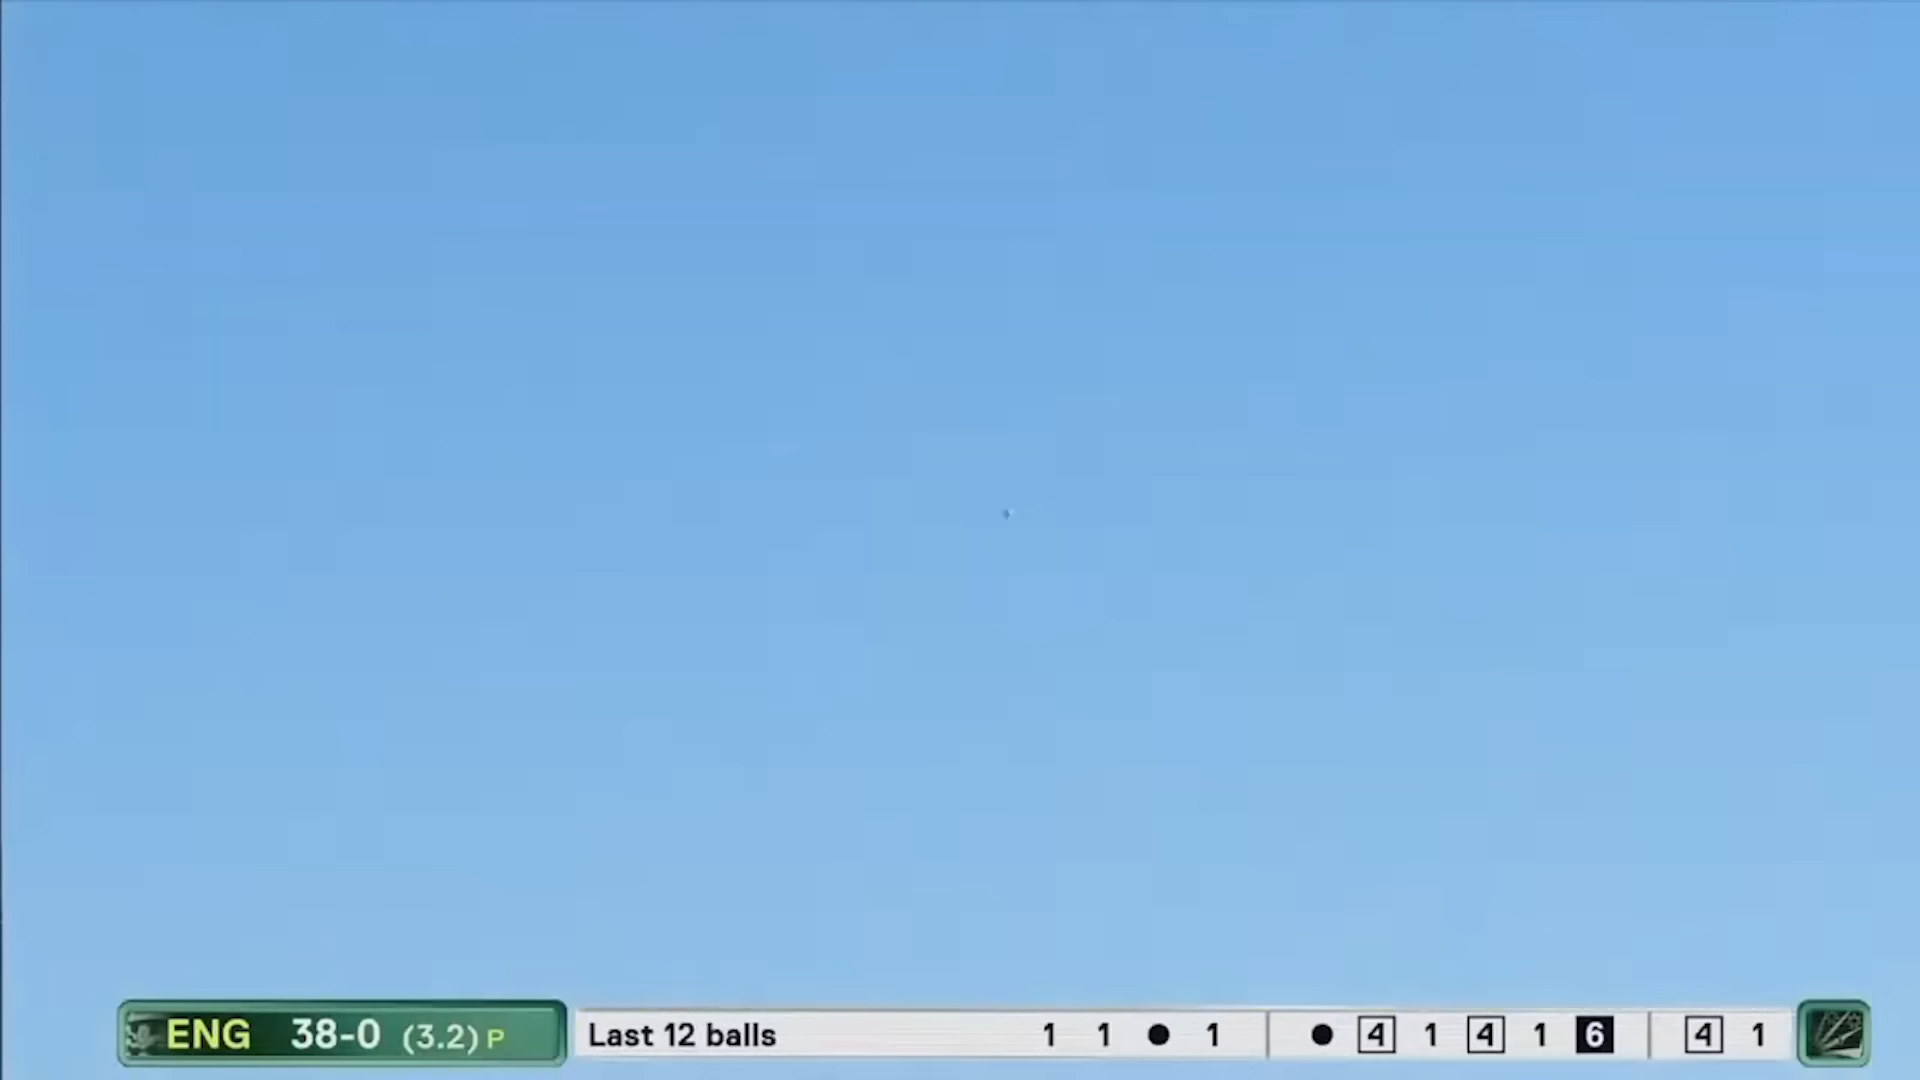 ENG 38-0 (3.2) P Last 12 balls 1 1 ● 1 | ● 4 1 4 1 6 | 4 1